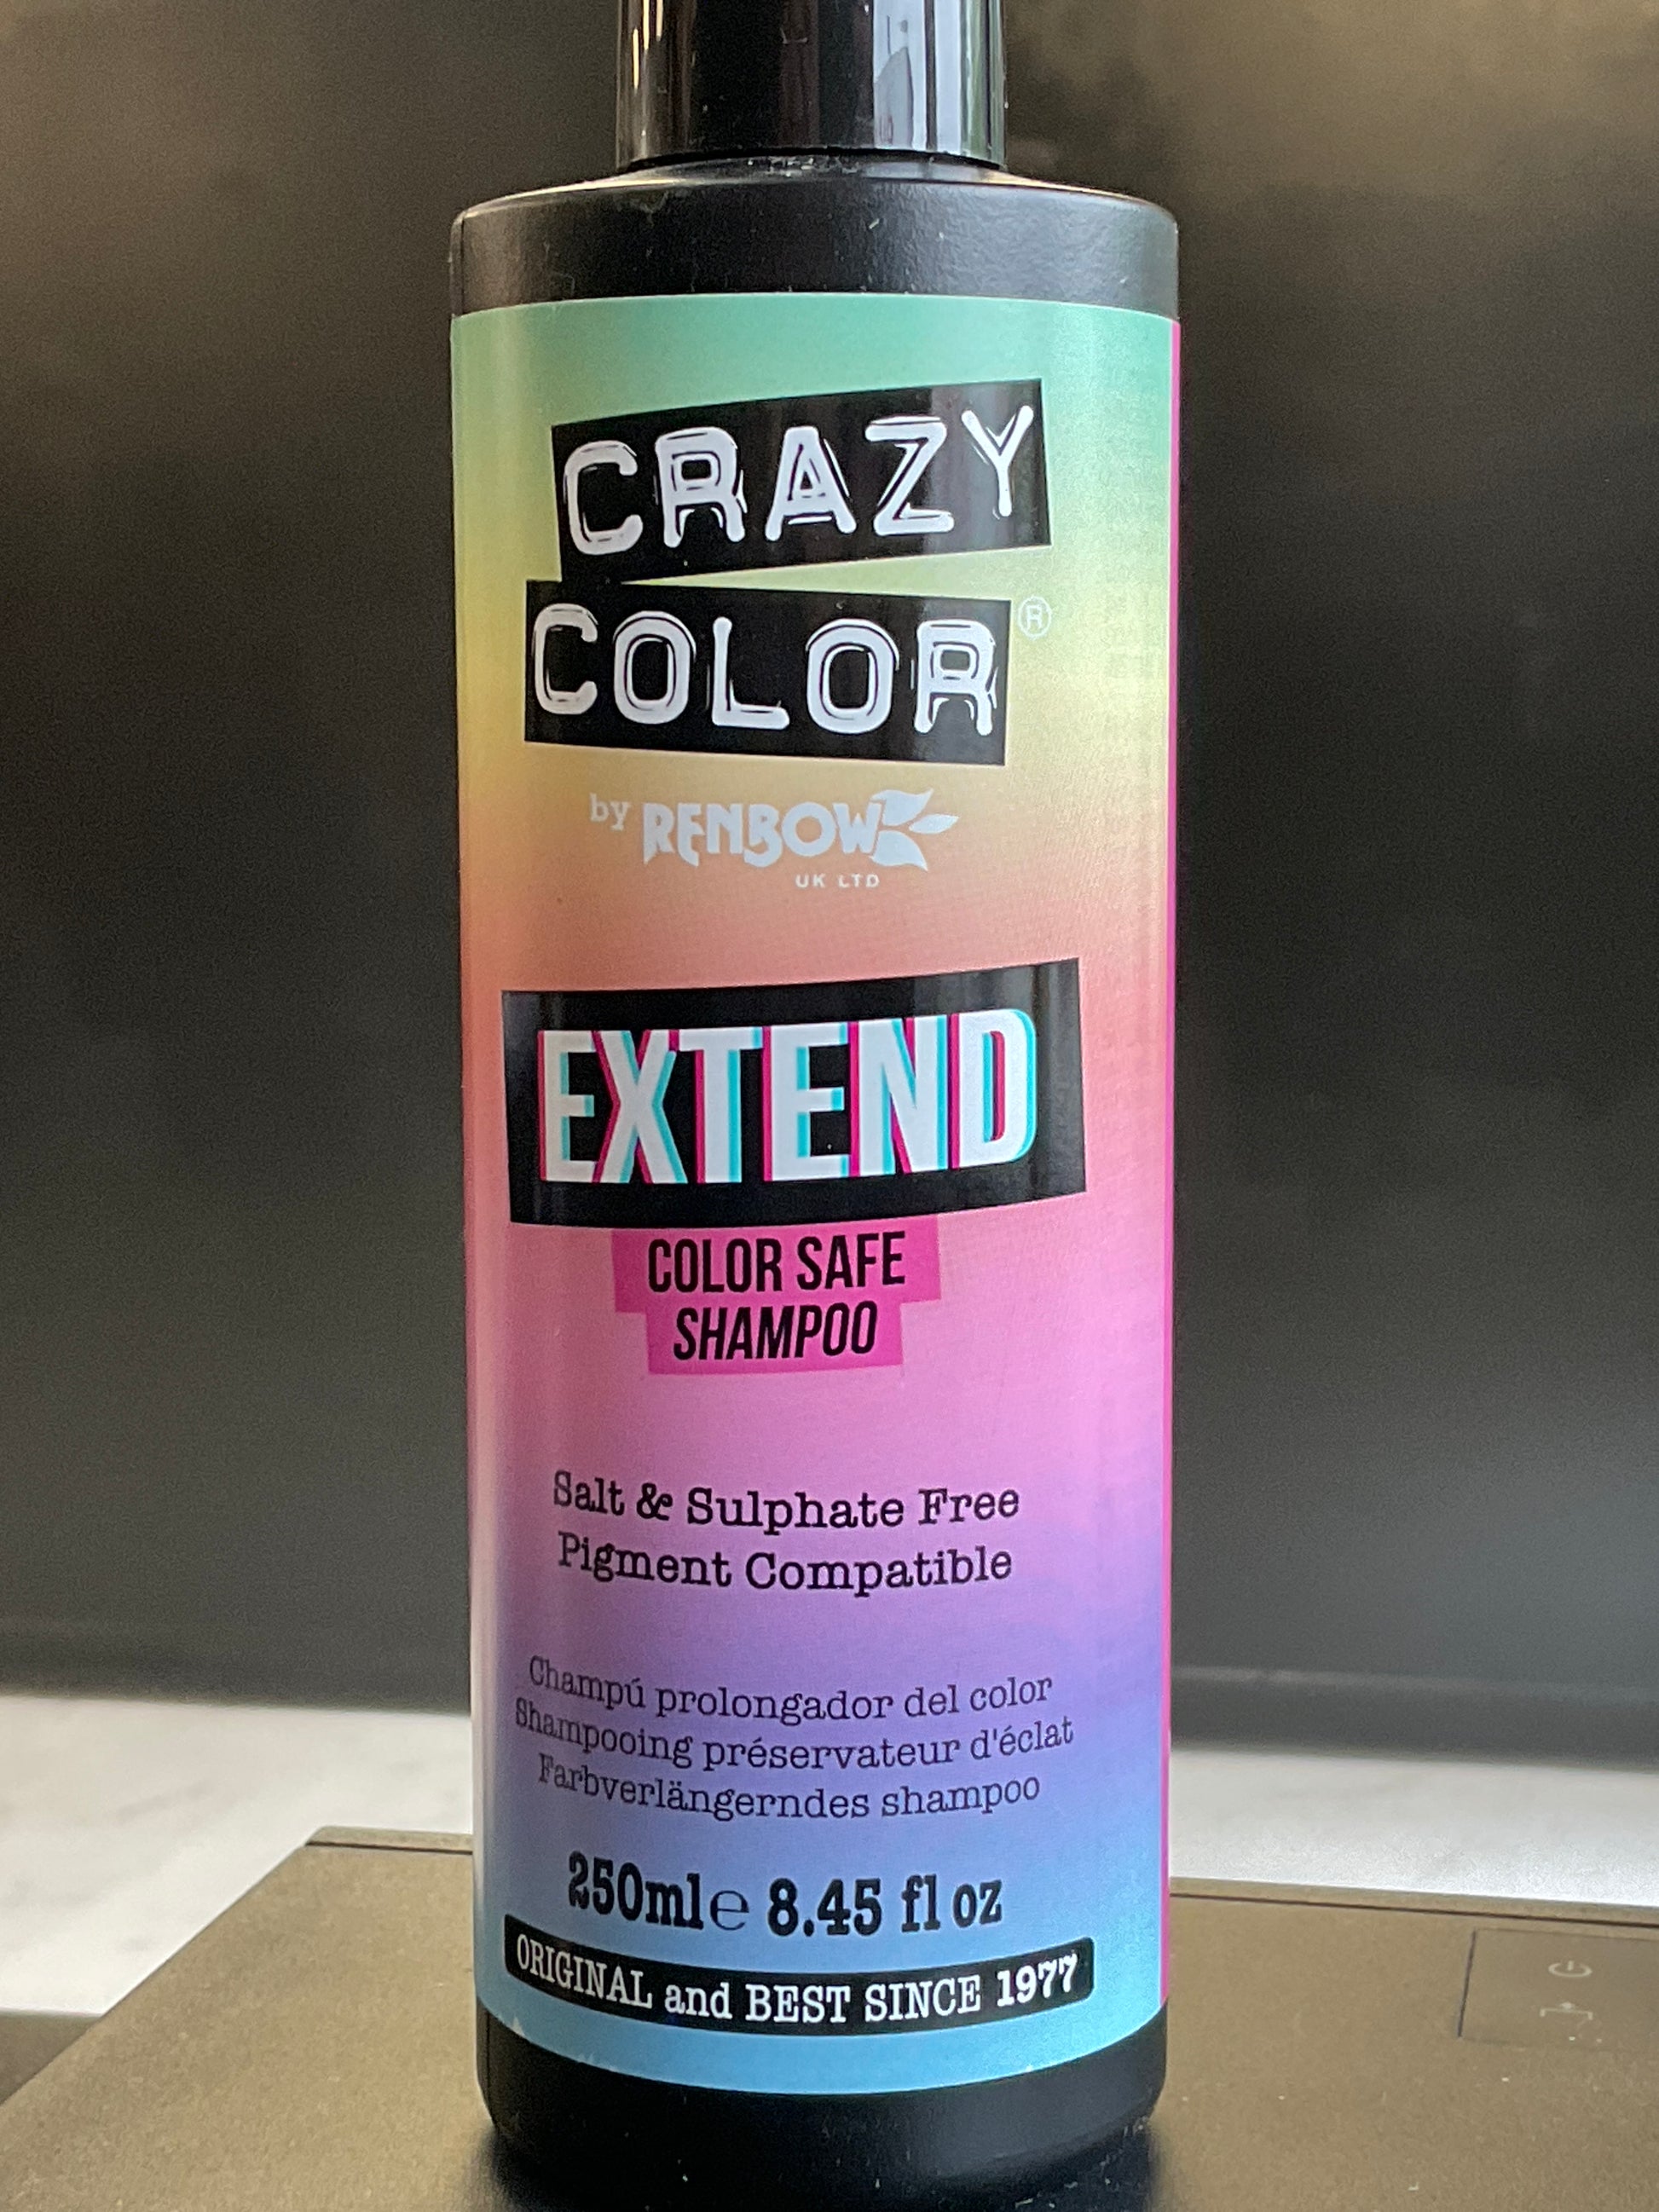 CRAZY
COLOR®
by RENBOW
UK LTD
EXTEND
COLOR SAFE
SHAMPOO
Salt & Sulphate Free
Pigment Compatible
Champú prolongador del color
Shampooing préservateur d'éclat
Farbverlängerndes shampoo
250ml℮ 8.45 fl oz
ORIGINAL and BEST SINCE 1977